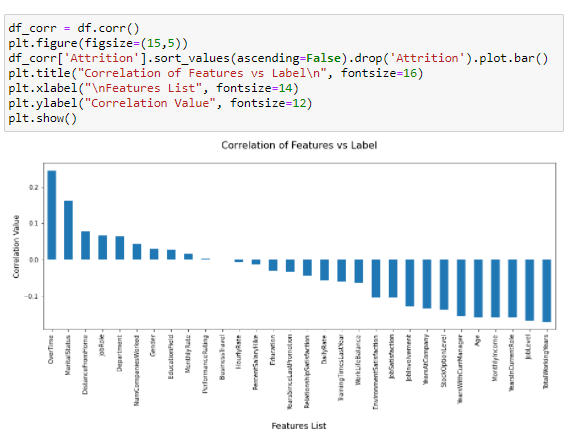 df_corr = df.corr()
plt.figure(figsize=(15,5))
df_corr['Attrition'].sort_values(ascending=False).drop('Attrition').plot.bar()
plt.title("Correlation of Features vs Label\n", fontsize=16)
plt.xlabel("\nFeatures List", fontsize=14)
plt.ylabel("Correlation Value", fontsize=12)
plt.show()
Correlation of Features vs Label
Correlation Value
0.2
0.1
0.0
−0.1
OverTime
MaritalStatus
DistanceFromHome
JobRole
Department
NumCompaniesWorked
Gender
EducationField
MonthlyRate
PerformanceRating
BusinessTravel
HourlyRate
PercentSalaryHike
Education
YearsSinceLastPromotion
RelationshipSatisfaction
DailyRate
TrainingTimesLastYear
WorkLifeBalance
EnvironmentSatisfaction
JobSatisfaction
JobInvolvement
YearsAtCompany
StockOptionLevel
YearsWithCurrManager
Age
MonthlyIncome
YearsInCurrentRole
JobLevel
TotalWorkingYears
Features List